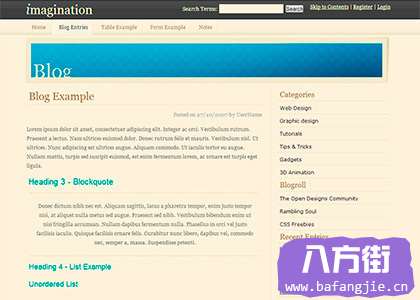 imagination
Search Terms: Search
Skip to Contents | Register | Login
Home Blog Entries Table Example Form Example Notes
Blog
Blog Example
Posted on 27/10/2007 by UserName
Lorem ipsum dolor sit amet, consectetuer adipiscing elit. Integer ac orci. Vestibulum rutrum.
Praesent a lectus. Nam ultrices euismod dolor. Donec rutrum felis et mauris. Vestibulum nisl. Ut
ultrices. Nunc adipiscing est ultrices augue. Aliquam commodo. Ut iaculis tortor eu augue.
Nullam mattis, turpis sed suscipit euismod, est enim fermentum lorem, ac ornare est turpis eget
ligula.
Heading 3 - Blockquote
Donec dictum nibh nec est. Aliquam sagittis, lacus a pharetra tempor, enim justo tempor
nisi, at aliquet nulla metus sed augue. Praesent sed nibh. Vestibulum bibendum enim ut
nisi fringilla accumsan. Nullam dapibus fermentum nulla. Phasellus in orci vel justo
facilisis iaculis. Quisque facilisis ornare felis. Curabitur nunc libero, dapibus vel, commodo
nec, semper a, massa. Suspendisse potenti.
Heading 4 - List Example
Unordered List
Categories
Web Design
Graphic design
Tutorials
Tips & Tricks
Gadgets
3D Animation
Blogroll
The Open Designs Community
Rambling Soul
CSS Freebies
Recent Entries
八方街
www.bafangjie.cn